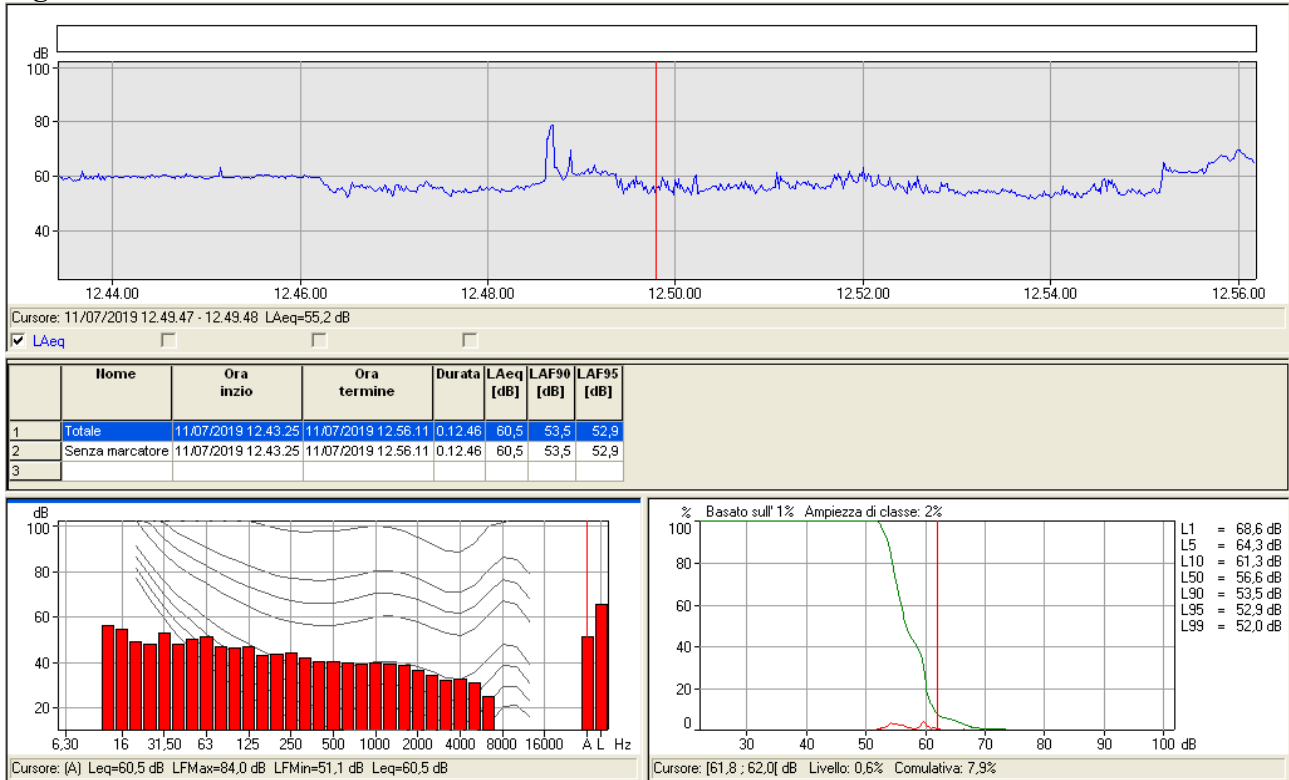 dB
100
80
60
40
12.44.00 12.46.00 12.48.00 12.50.00 12.52.00 12.54.00 12.56.00
Cursore: 11/07/2019 12.49.47 - 12.49.48 LAeq=55,2 dB
LAeq
Nome Ora inzio Ora termine Durata LAeq [dB] LAF90 [dB] LAF95 [dB]
1 Totale 11/07/2019 12.43.25 11/07/2019 12.56.11 0.12.46 60,5 53,5 52,9
2 Senza marcatore 11/07/2019 12.43.25 11/07/2019 12.56.11 0.12.46 60,5 53,5 52,9
3
dB
100
80
60
40
20
6,30 16 31,50 63 125 250 500 1000 2000 4000 8000 16000 A L Hz
Cursore: (A) Leq=60,5 dB LFMax=84,0 dB LFMin=51,1 dB Leq=60,5 dB
% Basato sull' 1% Ampiezza di classe: 2%
100
80
60
40
20
0
30 40 50 60 70 80 90 100 dB
L1 = 68,6 dB
L5 = 64,3 dB
L10 = 61,3 dB
L50 = 56,6 dB
L90 = 53,5 dB
L95 = 52,9 dB
L99 = 52,0 dB
Cursore: [61,8 ; 62,0[ dB Livello: 0,6% Comulativa: 7,9%